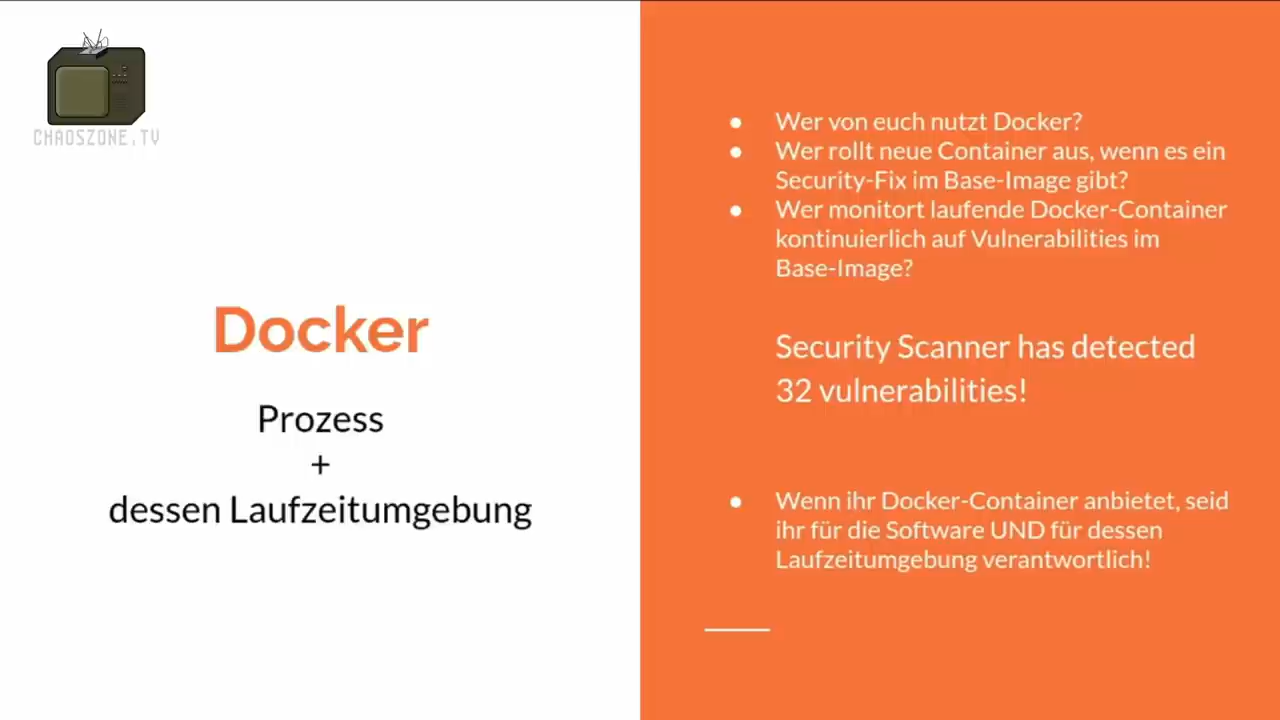 CHAOSZONE.TV
Docker
Prozess
+
dessen Laufzeitumgebung
● Wer von euch nutzt Docker?
● Wer rollt neue Container aus, wenn es ein
Security-Fix im Base-Image gibt?
● Wer monitort laufende Docker-Container
kontinuierlich auf Vulnerabilities im
Base-Image?
Security Scanner has detected
32 vulnerabilities!
● Wenn ihr Docker-Container anbietet, seid
ihr für die Software UND für dessen
Laufzeitumgebung verantwortlich!